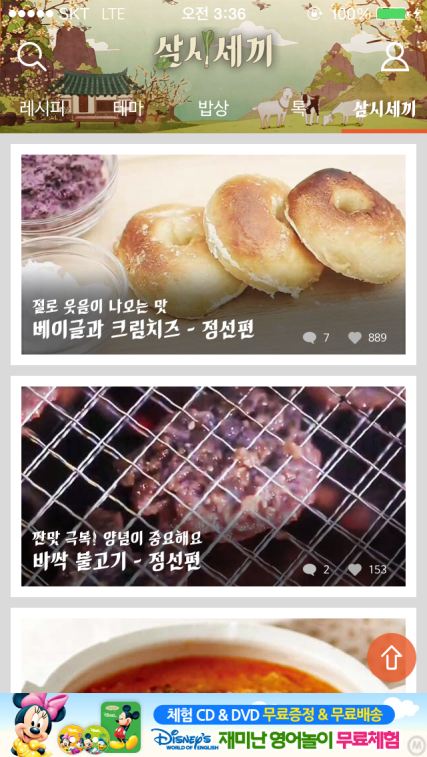 SKT LTE 오전 3:36 100%
삼시세끼
레시피 테마 밥상 톡 삼시세끼
절로 웃음이 나오는 맛
베이글과 크림치즈 - 정선편
7 889
짠맛 극복! 양념이 중요해요
바싹 불고기 - 정선편
2 153
체험 CD & DVD 무료증정 & 무료배송
Disney's
WORLD OF ENGLISH
재미난 영어놀이 무료체험
M